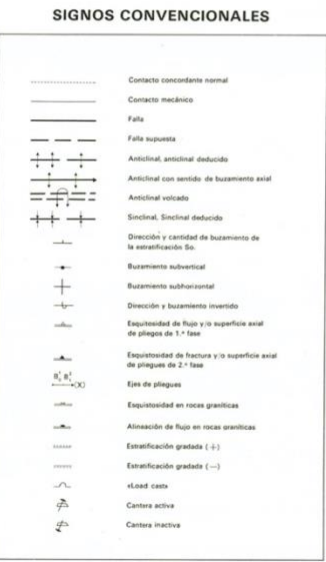 SIGNOS CONVENCIONALES
Contacto concordante normal
Contacto mecánico
Falla
Falla supuesta
Anticlinal, anticlinal deducido
Anticlinal con sentido de buzamiento axial
Anticlinal volcado
Sinclinal, Sinclinal deducido
Dirección y cantidad de buzamiento de
la estratificación So.
Buzamiento subvertical
Buzamiento subhorizontal
Dirección y buzamiento invertido
Esquitosidad de flujo y/o superficie axial
de pliegos de 1.ª fase
Esquistosidad de fractura y/o superficie axial
de pliegues de 2.ª fase
Ejes de pliegues
Esquistosidad en rocas graníticas
Alineación de flujo en rocas graníticas
Estratificación gradada (+)
Estratificación gradada (—)
«Load cast»
Cantera activa
Cantera inactiva